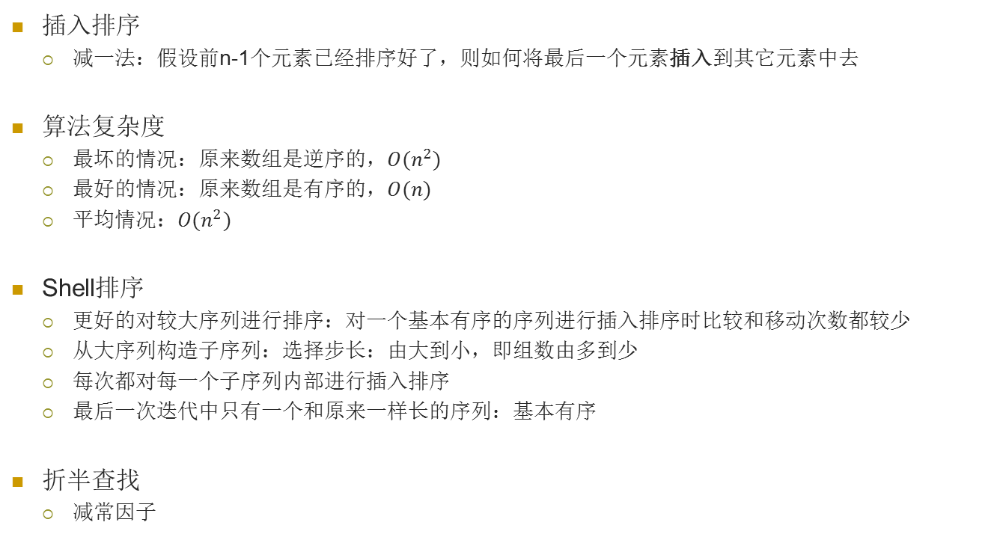 插入排序
减一法：假设前n-1个元素已经排序好了，则如何将最后一个元素插入到其它元素中去
算法复杂度
最坏的情况：原来数组是逆序的，O(n²)
最好的情况：原来数组是有序的，O(n)
平均情况：O(n²)
Shell排序
更好的对较大序列进行排序：对一个基本有序的序列进行插入排序时比较和移动次数都较少
从大序列构造子序列：选择步长：由大到小，即组数由多到少
每次都对每一个子序列内部进行插入排序
最后一次迭代中只有一个和原来一样长的序列：基本有序
折半查找
减常因子